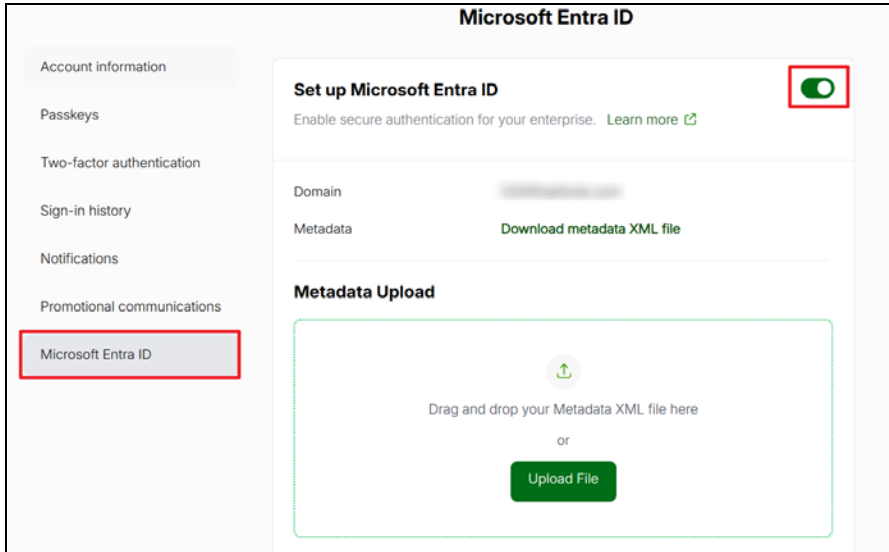 Microsoft Entra ID
Account information
Passkeys
Two-factor authentication
Sign-in history
Notifications
Promotional communications
Microsoft Entra ID
Set up Microsoft Entra ID
Enable secure authentication for your enterprise. Learn more
Domain
Metadata Download metadata XML file
Metadata Upload
Drag and drop your Metadata XML file here
or
Upload File